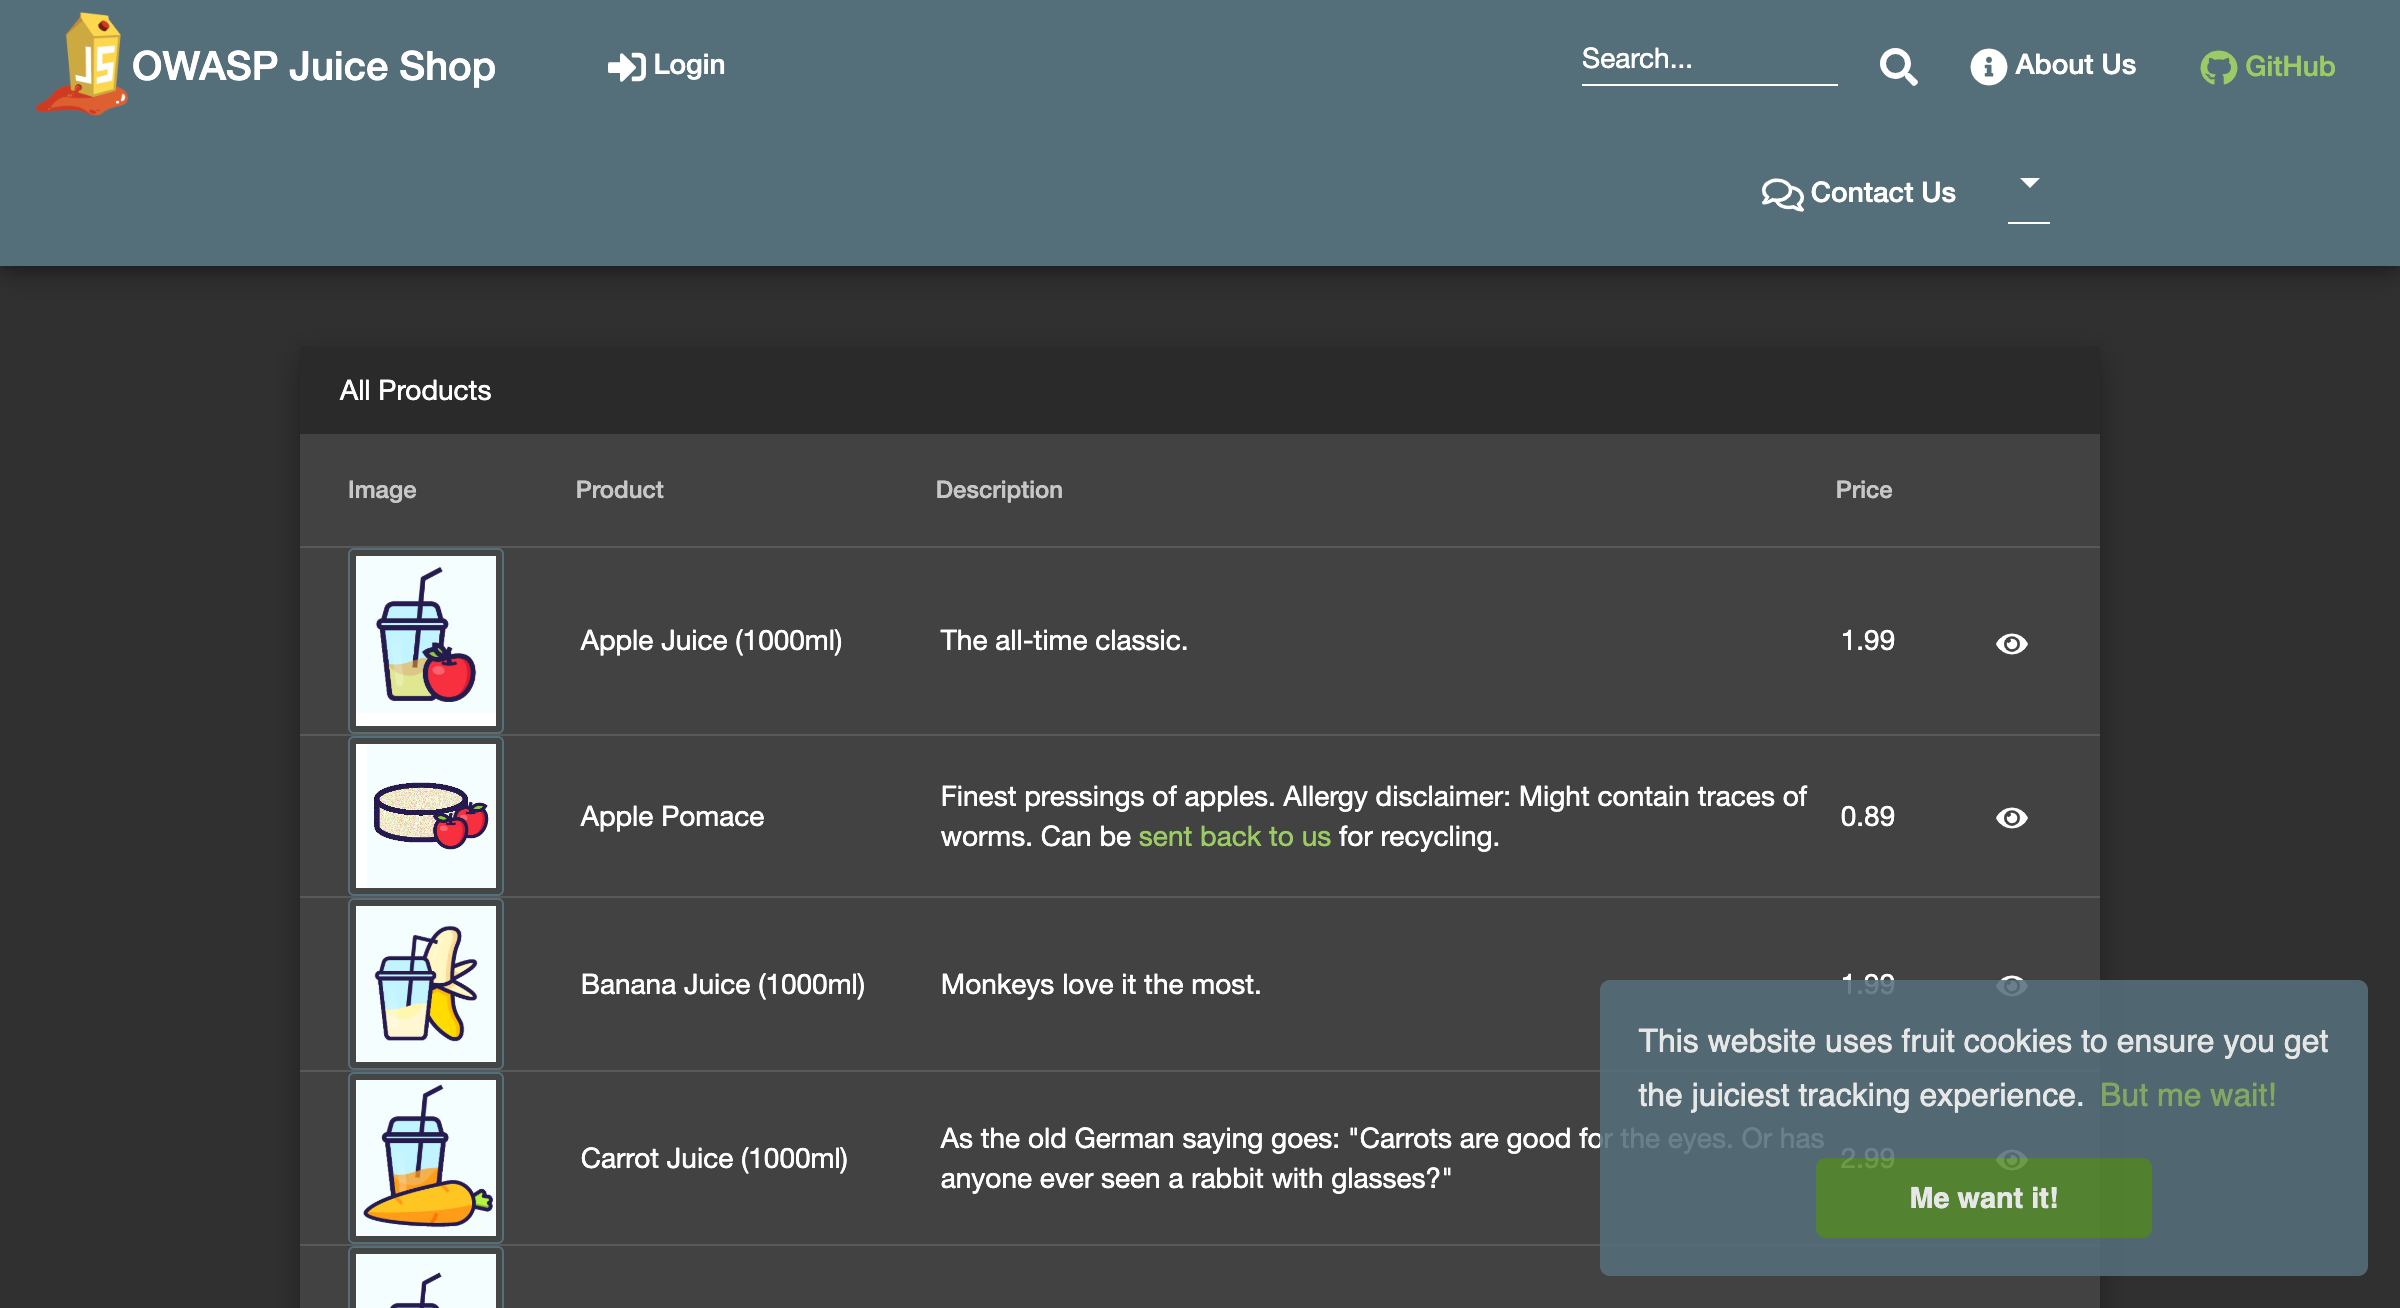 JS
OWASP Juice Shop
Login
Search...
About Us
GitHub
Contact Us
All Products
Image
Product
Description
Price
Apple Juice (1000ml)
The all-time classic.
1.99
Apple Pomace
Finest pressings of apples. Allergy disclaimer: Might contain traces of
worms. Can be sent back to us for recycling.
0.89
Banana Juice (1000ml)
Monkeys love it the most.
1.99
Carrot Juice (1000ml)
As the old German saying goes: "Carrots are good for the eyes. Or has
anyone ever seen a rabbit with glasses?"
2.99
This website uses fruit cookies to ensure you get
the juiciest tracking experience. But me wait!
Me want it!